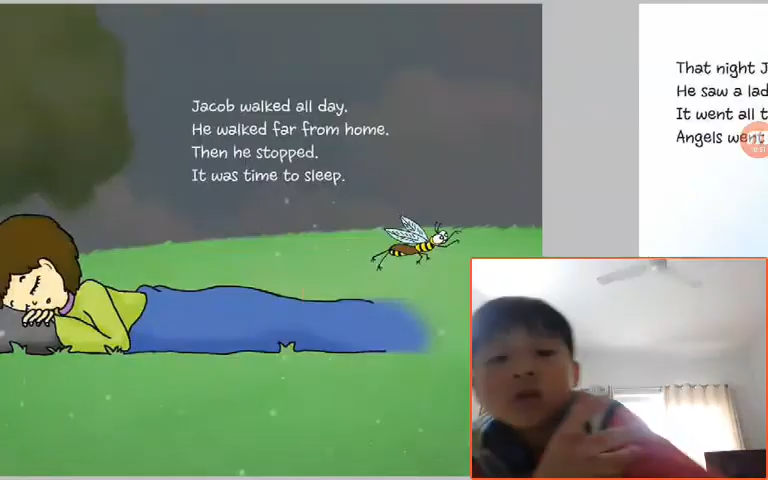 Jacob walked all day.
He walked far from home.
Then he stopped.
It was time to sleep.
That night J
He saw a lad
It went all t
Angels went